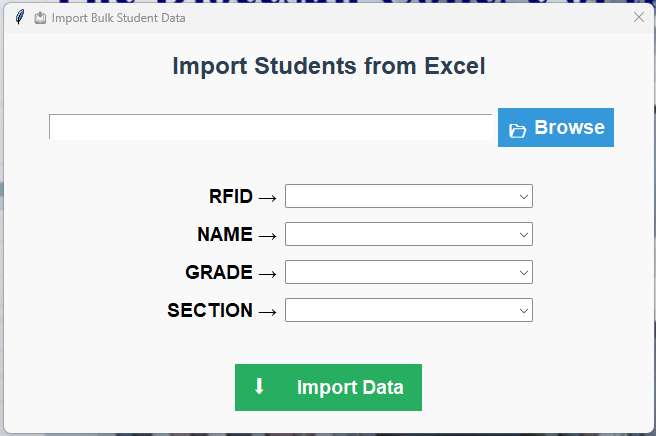 Import Bulk Student Data
Import Students from Excel
Browse
RFID →
NAME →
GRADE →
SECTION →
Import Data